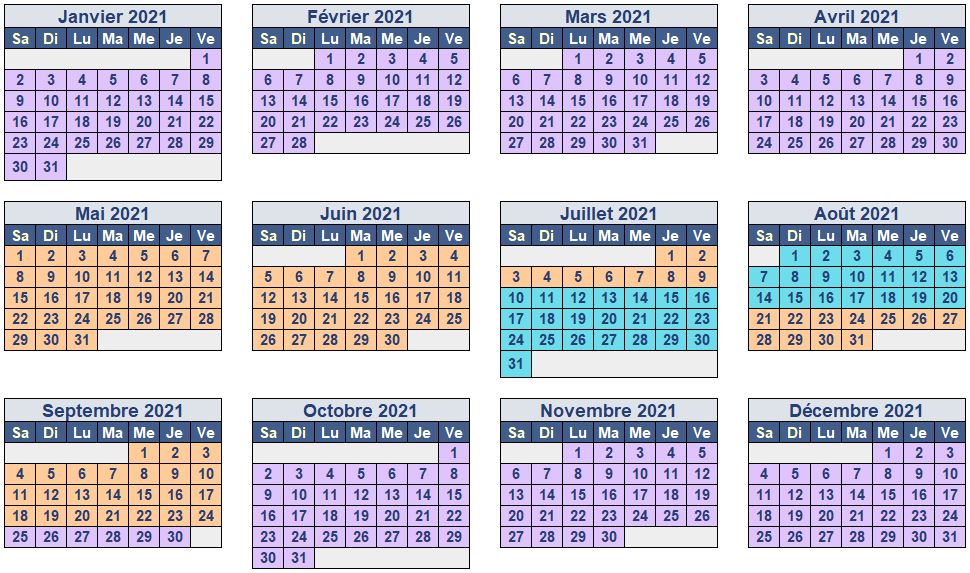 Janvier 2021 Février 2021 Mars 2021 Avril 2021
Sa Di Lu Ma Me Je Ve Sa Di Lu Ma Me Je Ve Sa Di Lu Ma Me Je Ve Sa Di Lu Ma Me Je Ve
1 1 2 3 4 5 1 2 3 4 5 1 2
2 3 4 5 6 7 8 6 7 8 9 10 11 12 6 7 8 9 10 11 12 3 4 5 6 7 8 9
9 10 11 12 13 14 15 13 14 15 16 17 18 19 13 14 15 16 17 18 19 10 11 12 13 14 15 16
16 17 18 19 20 21 22 20 21 22 23 24 25 26 20 21 22 23 24 25 26 17 18 19 20 21 22 23
23 24 25 26 27 28 29 27 28 27 28 29 30 31 24 25 26 27 28 29 30
30 31
Mai 2021 Juin 2021 Juillet 2021 Août 2021
Sa Di Lu Ma Me Je Ve Sa Di Lu Ma Me Je Ve Sa Di Lu Ma Me Je Ve Sa Di Lu Ma Me Je Ve
1 2 3 4 5 6 7 1 2 3 4 1 2 1 2 3 4 5 6
8 9 10 11 12 13 14 5 6 7 8 9 10 11 3 4 5 6 7 8 9 7 8 9 10 11 12 13
15 16 17 18 19 20 21 12 13 14 15 16 17 18 10 11 12 13 14 15 16 14 15 16 17 18 19 20
22 23 24 25 26 27 28 19 20 21 22 23 24 25 17 18 19 20 21 22 23 21 22 23 24 25 26 27
29 30 31 26 27 28 29 30 24 25 26 27 28 29 30 28 29 30 31
31
Septembre 2021 Octobre 2021 Novembre 2021 Décembre 2021
Sa Di Lu Ma Me Je Ve Sa Di Lu Ma Me Je Ve Sa Di Lu Ma Me Je Ve Sa Di Lu Ma Me Je Ve
1 2 3 1 1 2 3 4 5 1 2 3
4 5 6 7 8 9 10 2 3 4 5 6 7 8 6 7 8 9 10 11 12 4 5 6 7 8 9 10
11 12 13 14 15 16 17 9 10 11 12 13 14 15 13 14 15 16 17 18 19 11 12 13 14 15 16 17
18 19 20 21 22 23 24 16 17 18 19 20 21 22 20 21 22 23 24 25 26 18 19 20 21 22 23 24
25 26 27 28 29 30 23 24 25 26 27 28 29 27 28 29 30 25 26 27 28 29 30 31
30 31